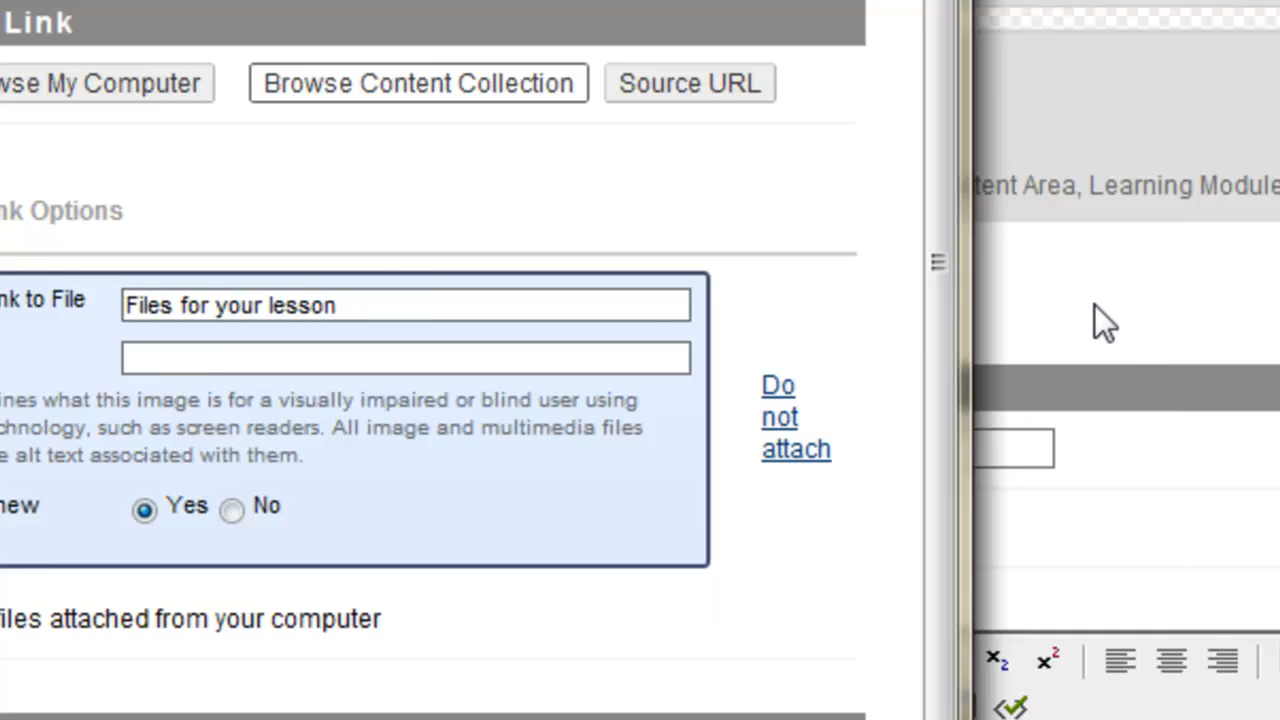 Link
wse My Computer
Browse Content Collection
Source URL
tent Area, Learning Module
nk Options
nk to File
Files for your lesson
ines what this image is for a visually impaired or blind user using
chnology, such as screen readers. All image and multimedia files
e alt text associated with them.
Do
not
attach
new
Yes
No
files attached from your computer